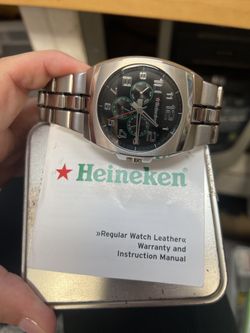 Heineken
»Regular Watch Leather«
Warranty and
Instruction Manual